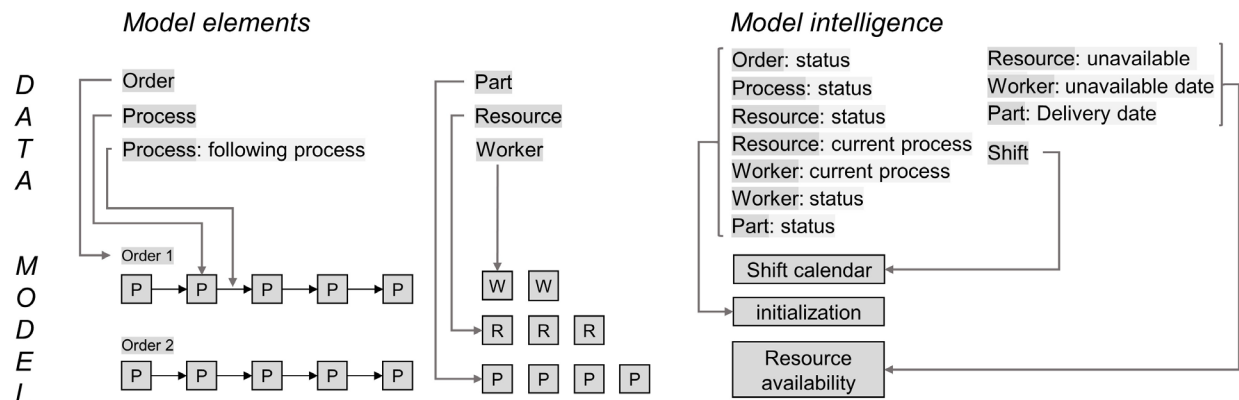 Model elements
Model intelligence
D
A
T
A
Order
Process
Process: following process
Part
Resource
Worker
Order: status
Process: status
Resource: status
Resource: current process
Worker: current process
Worker: status
Part: status
Resource: unavailable
Worker: unavailable date
Part: Delivery date
Shift
M
O
D
E
L
Order 1
P P P P P
Order 2
P P P P P
W W
R R R
P P P P
Shift calendar
initialization
Resource
availability